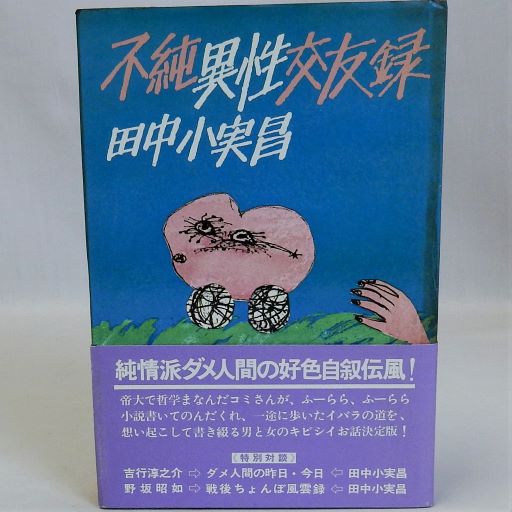 不純異性交友録
田中小実昌
純情派ダメ人間の好色自叙伝風!
帝大で哲学まなんだコミさんが、ふーらら、ふーらら
小説書いてのんだくれ、一途に歩いたイバラの道を、
想い起こして書き綴る男と女のキビシイお話決定版!
《特別対談》
吉行淳之介⇨ダメ人間の昨日・今日⇦田中小実昌
野坂昭如⇨戦後ちょんぼ風雲録⇦田中小実昌